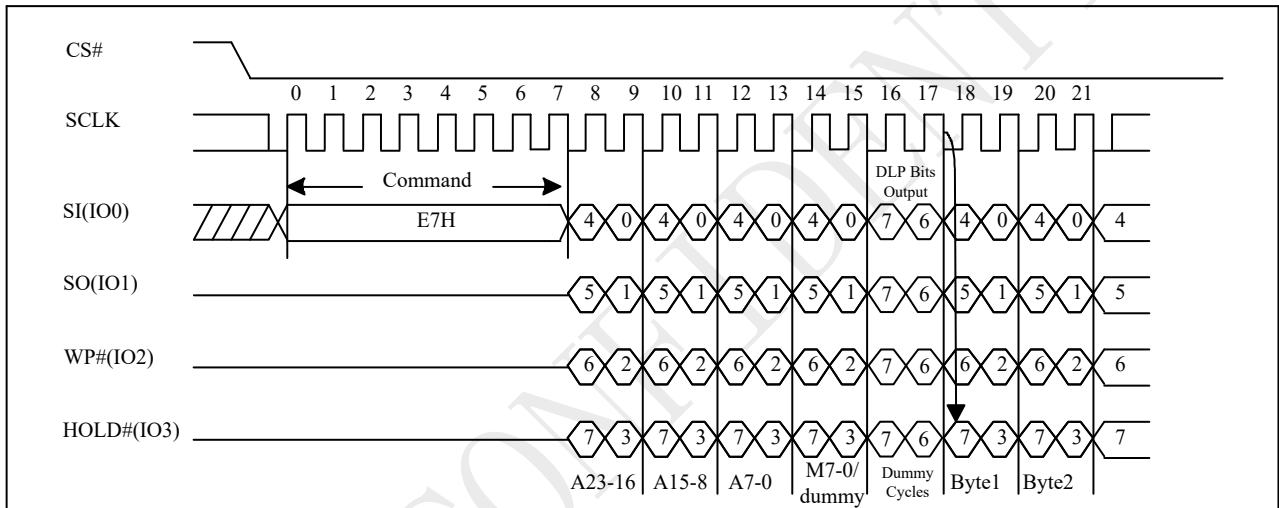 CS#
0 1 2 3 4 5 6 7 8 9 10 11 12 13 14 15 16 17 18 19 20 21
SCLK
Command
DLP Bits
Output
SI(IO0)
E7H
4 0 4 0 4 0 4 0 7 6 4 0 4 0 4
SO(IO1)
5 1 5 1 5 1 5 1 7 6 5 1 5 1 5
WP#(IO2)
6 2 6 2 6 2 6 2 7 6 6 2 6 2 6
HOLD#(IO3)
7 3 7 3 7 3 7 3 7 6 7 3 7 3 7
A23-16 A15-8 A7-0 M7-0/
dummy
Dummy
Cycles
Byte1 Byte2
CONFIDENT